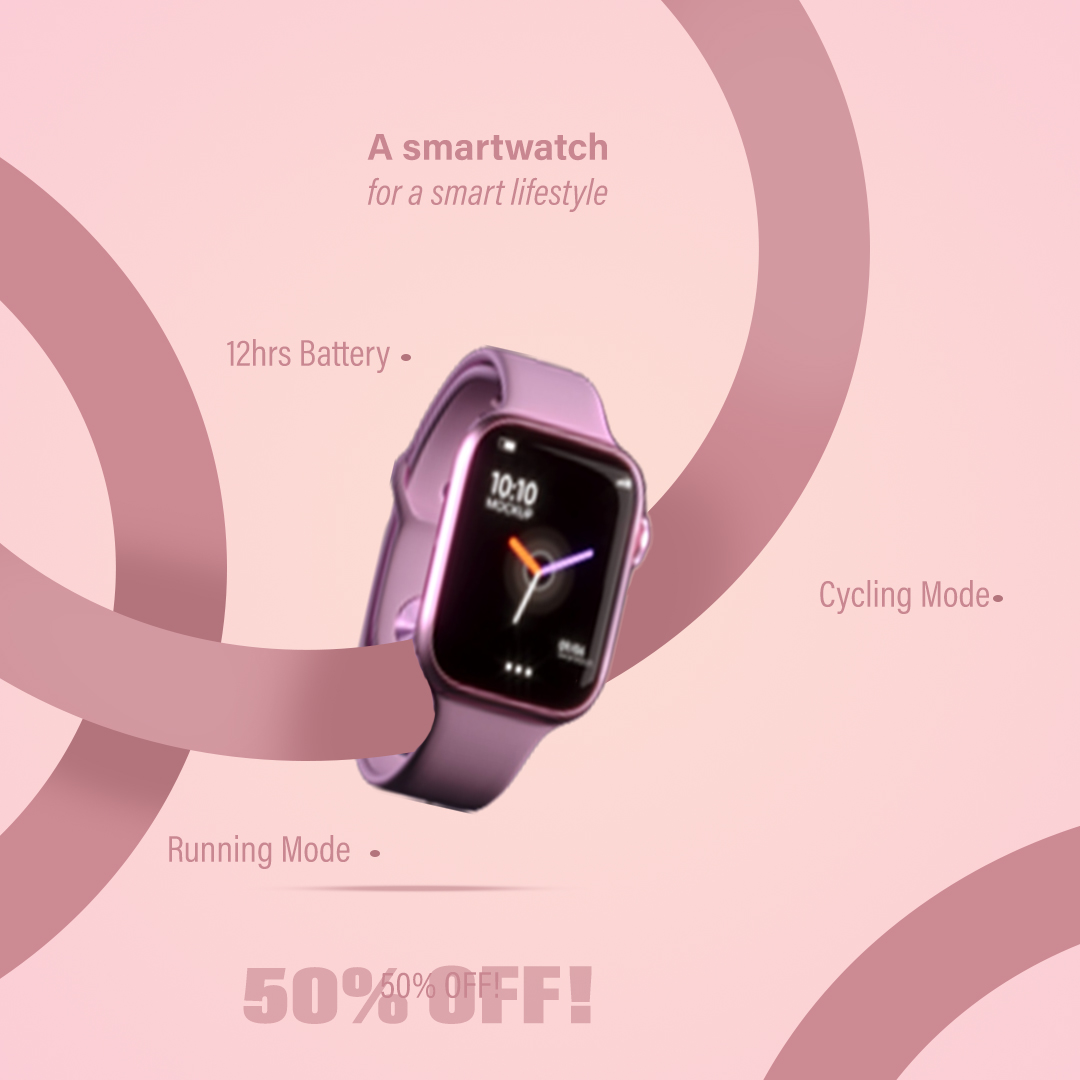 A smartwatch
for a smart lifestyle
12hrs Battery
10:10
MOCKUP
Cycling Mode
Running Mode
50% OFF!
50% OFF!